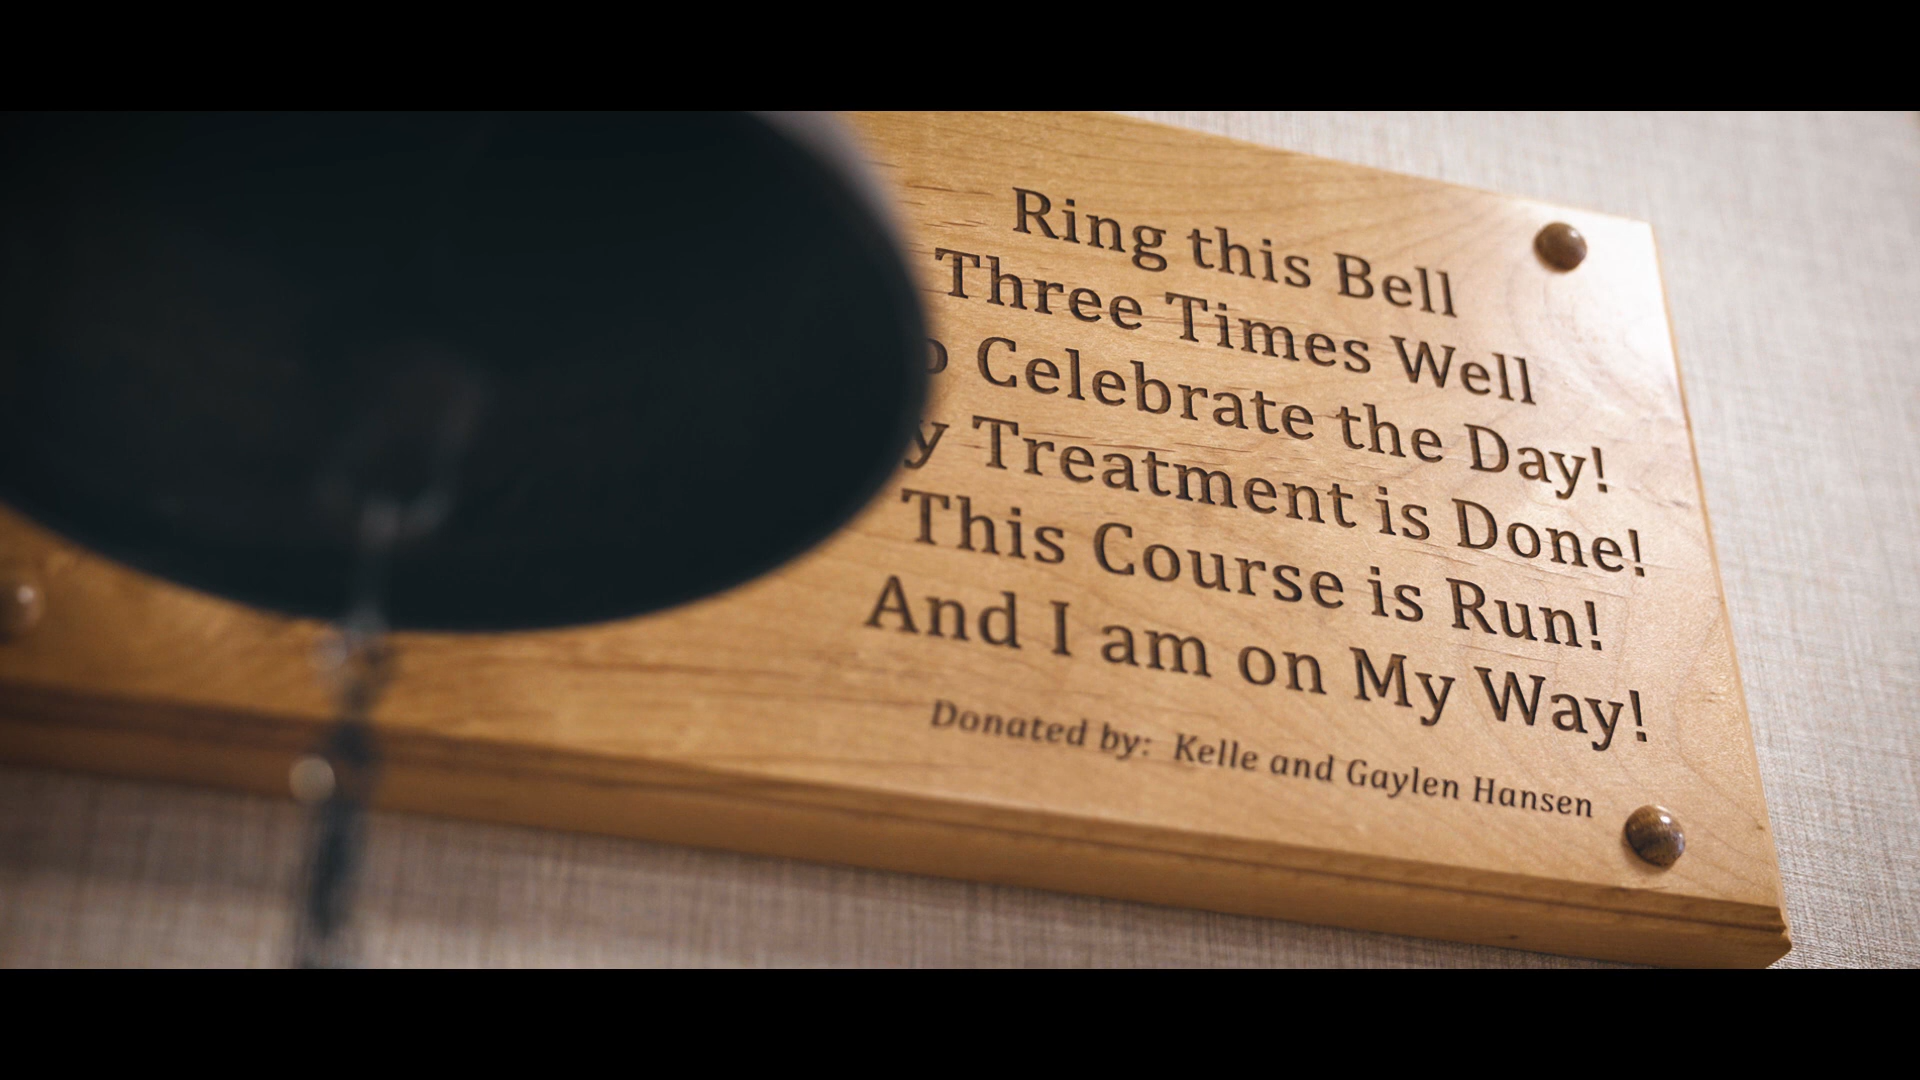 Ring this Bell
Three Times Well
o Celebrate the Day!
y Treatment is Done!
This Course is Run!
And I am on My Way!
Donated by: Kelle and Gaylen Hansen